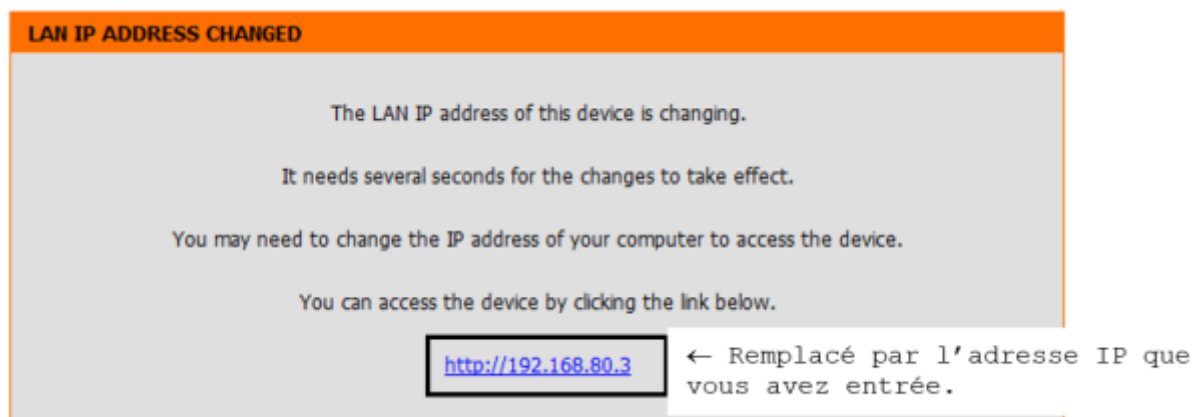 LAN IP ADDRESS CHANGED
The LAN IP address of this device is changing.
It needs several seconds for the changes to take effect.
You may need to change the IP address of your computer to access the device.
You can access the device by clicking the link below.
http://192.168.80.3
← Remplacé par l'adresse IP que
vous avez entrée.